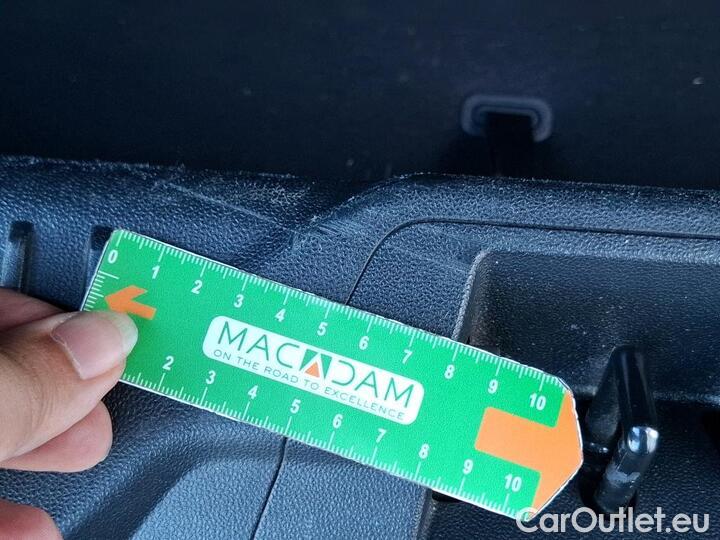 0 1 2 3 4 5 6 7 8 9 10
MACADAM
ON THE ROAD TO EXCELLENCE
2 3 4 5 6 7 8 9 10
CarOutlet.eu